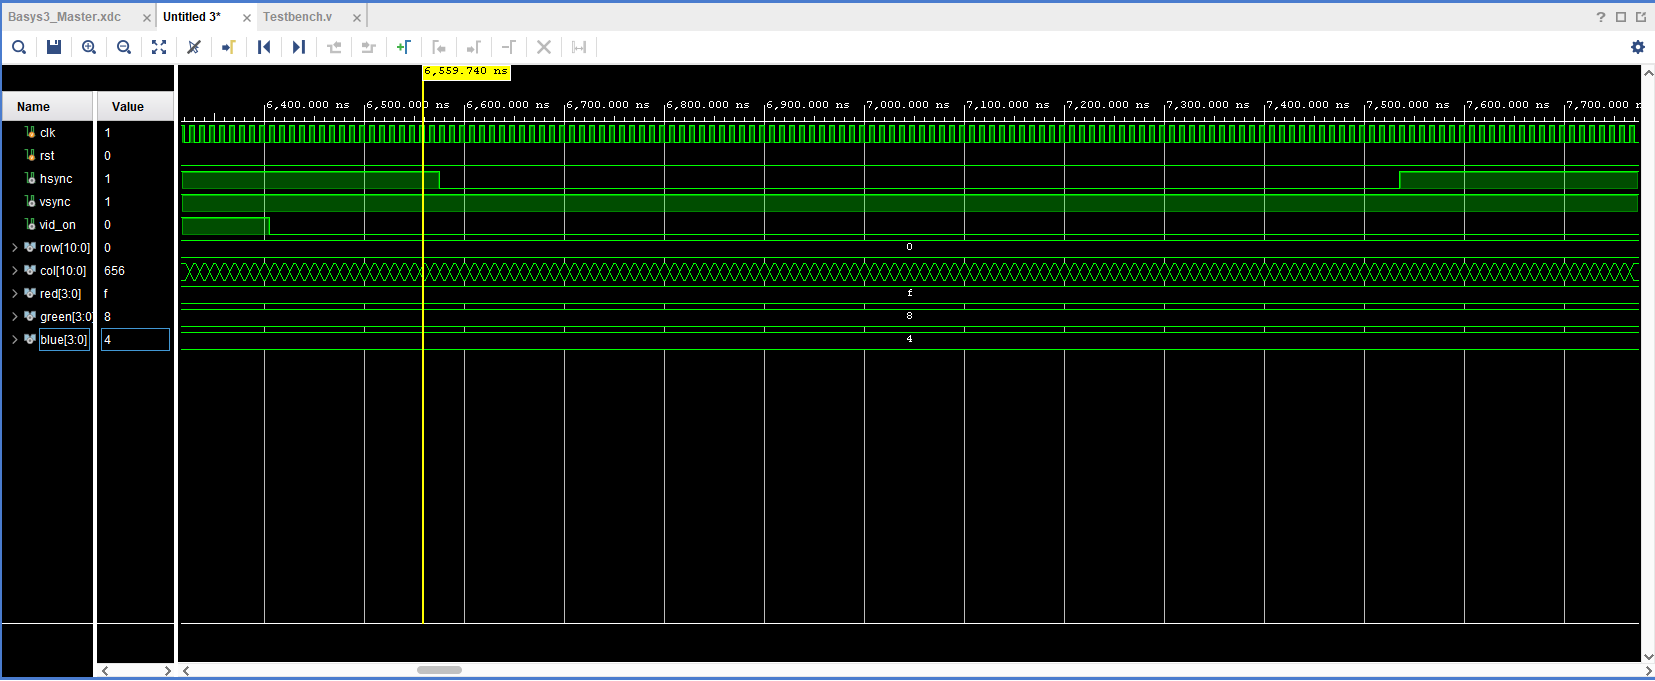 Basys3_Master.xdc × Untitled 3* × Testbench.v ×
?
6,559.740 ns
Name Value
6,400.000 ns 6,500.000 ns 6,600.000 ns 6,700.000 ns 6,800.000 ns 6,900.000 ns 7,000.000 ns 7,100.000 ns 7,200.000 ns 7,300.000 ns 7,400.000 ns 7,500.000 ns 7,600.000 ns 7,700.000 n
clk 1
rst 0
hsync 1
vsync 1
vid_on 0
row[10:0] 0 0
col[10:0] 656
red[3:0] f f
green[3:0] 8 8
blue[3:0] 4 4